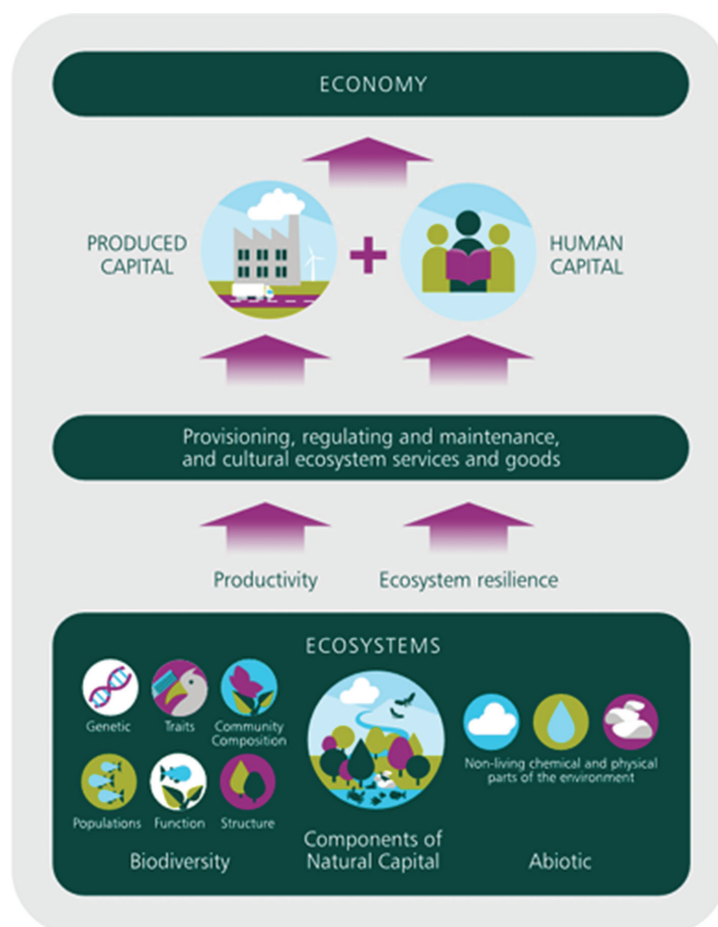 ECONOMY
PRODUCED
CAPITAL
HUMAN
CAPITAL
Provisioning, regulating and maintenance,
and cultural ecosystem services and goods
Productivity
Ecosystem resilience
ECOSYSTEMS
Genetic
Traits
Community
Composition
Populations
Function
Structure
Biodiversity
Components of
Natural Capital
Non-living chemical and physical
parts of the environment
Abiotic